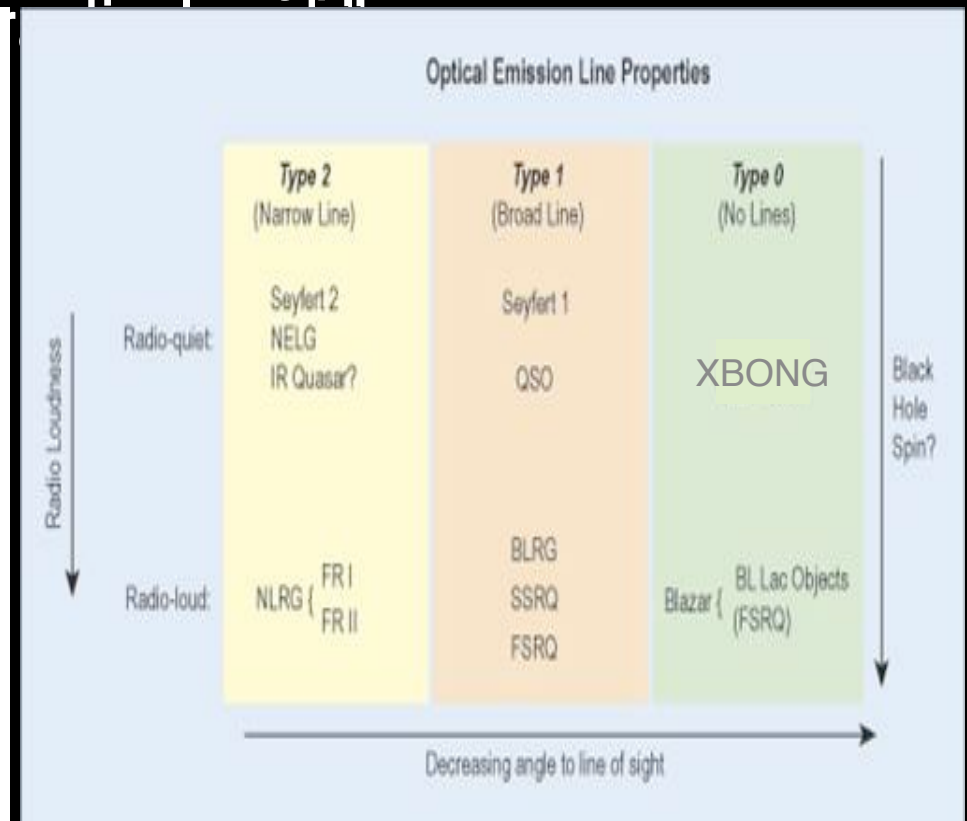 Optical Emission Line Properties
Type 2
(Narrow Line)
Type 1
(Broad Line)
Type 0
(No Lines)
Radio Loudness
Radio-quiet:
Seyfert 2
NELG
IR Quasar?
Seyfert 1
QSO
XBONG
Black
Hole
Spin?
Radio-loud:
NLRG {
FR I
FR II
BLRG
SSRQ
FSRQ
Blazar {
BL Lac Objects
(FSRQ)
Decreasing angle to line of sight